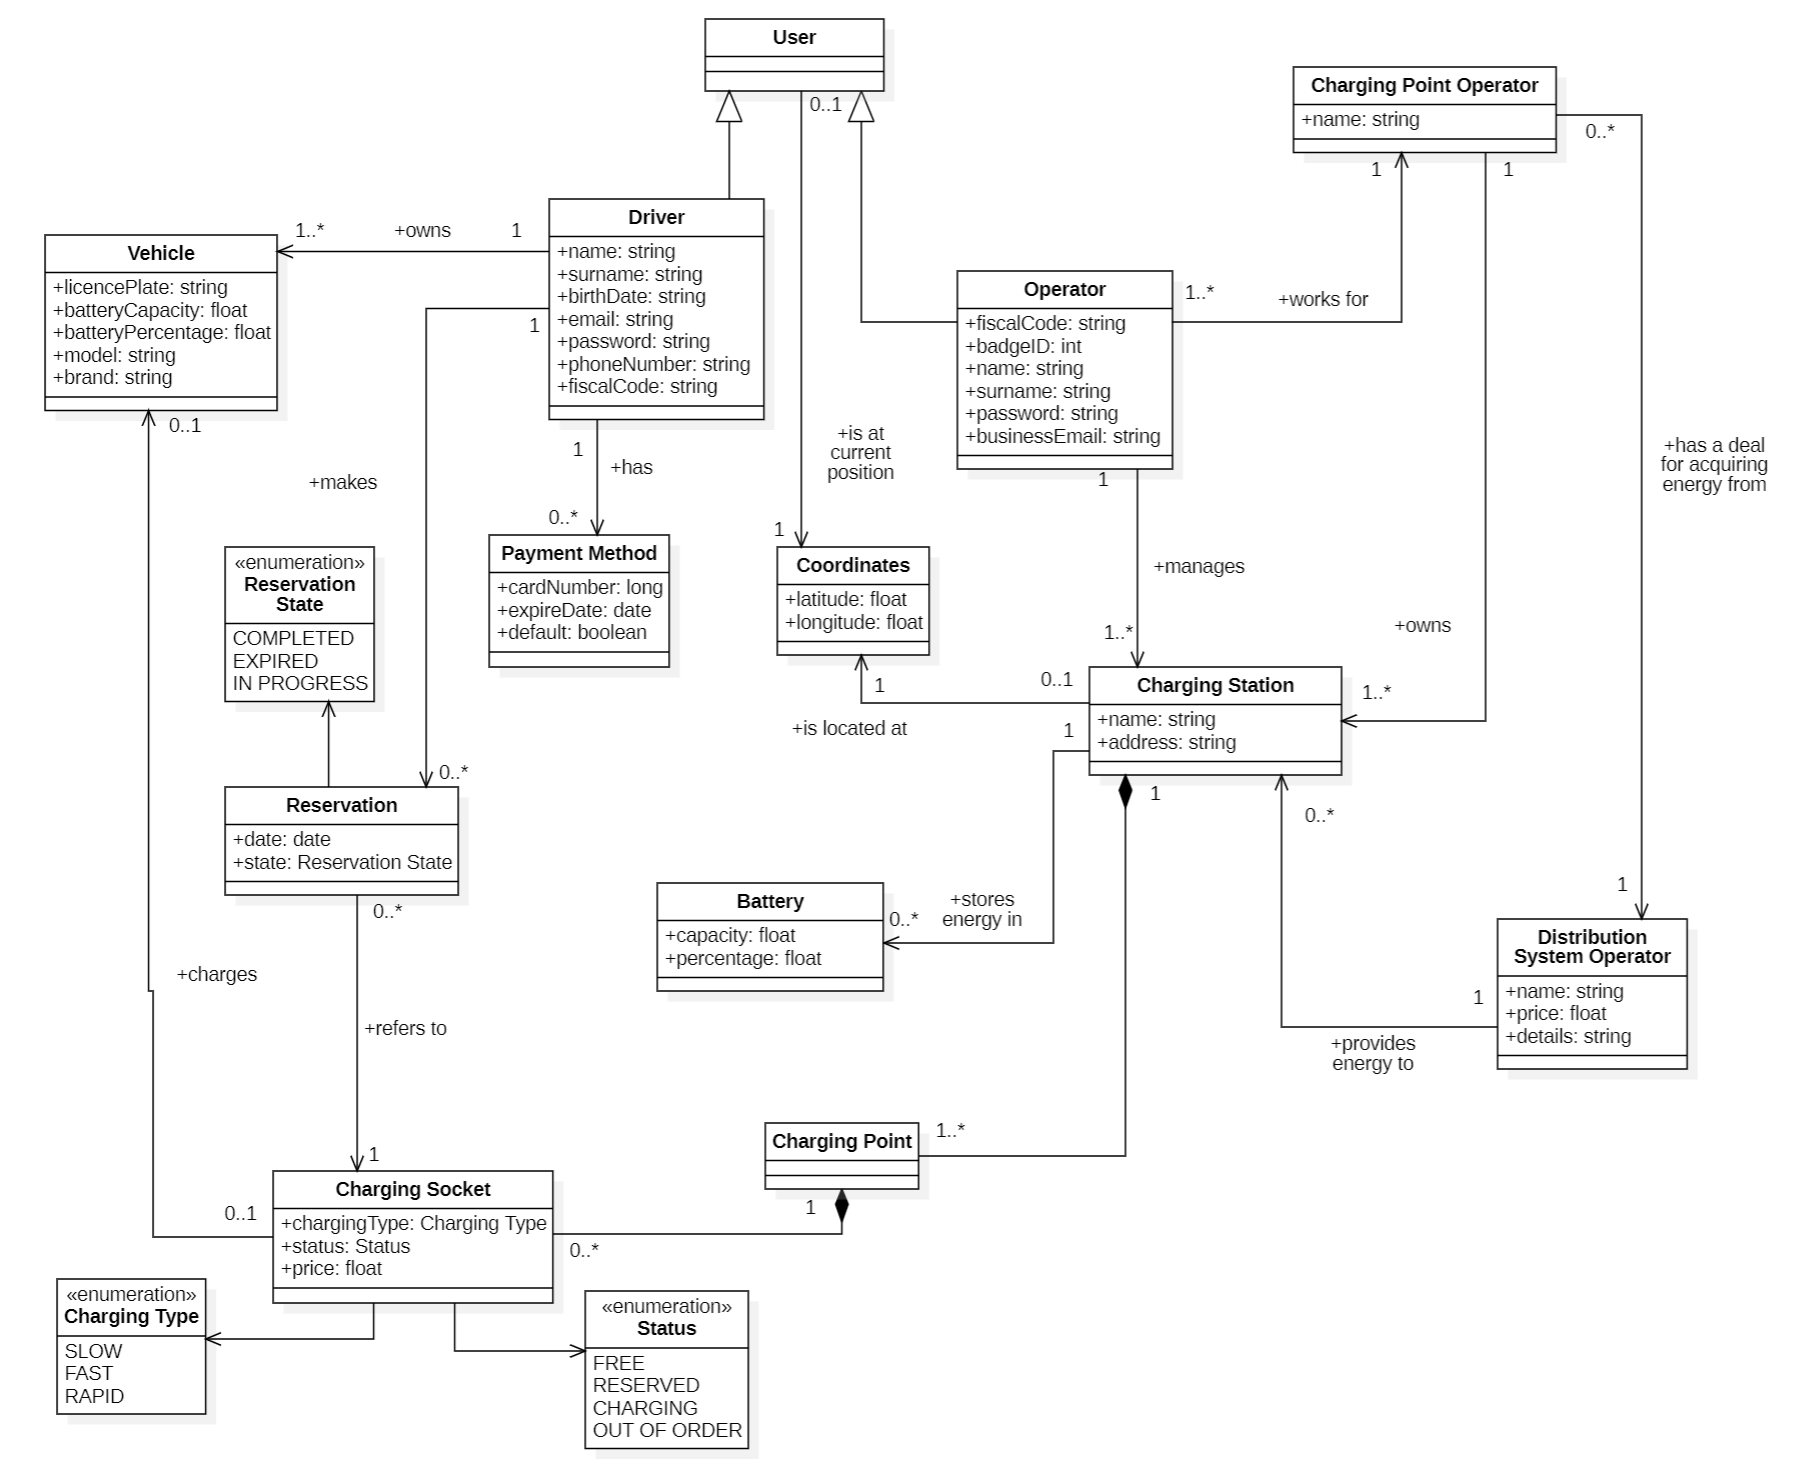 User
0..1
Charging Point Operator
+name: string
0..*
1
1
Driver
+name: string
+surname: string
+birthDate: string
+email: string
+password: string
+phoneNumber: string
+fiscalCode: string
1..*
+owns
1
Vehicle
+licencePlate: string
+batteryCapacity: float
+batteryPercentage: float
+model: string
+brand: string
0..1
1
Operator
+fiscalCode: string
+badgeID: int
+name: string
+surname: string
+password: string
+businessEmail: string
1..*
+works for
1
+has
+makes
0..*
+is at
current
position
1
+has a deal
for acquiring
energy from
1
+manages
1..*
+owns
«enumeration»
Reservation
State
COMPLETED
EXPIRED
IN PROGRESS
Payment Method
+cardNumber: long
+expireDate: date
+default: boolean
Coordinates
+latitude: float
+longitude: float
1
0..1
+is located at
Charging Station
+name: string
+address: string
1..*
1
1
0..*
0..*
Reservation
+date: date
+state: Reservation State
0..*
Battery
+capacity: float
+percentage: float
0..*
+stores
energy in
1
Distribution
System Operator
+name: string
+price: float
+details: string
1
+provides
energy to
+charges
+refers to
1
Charging Point
1..*
1
Charging Socket
+chargingType: Charging Type
+status: Status
+price: float
0..1
0..*
«enumeration»
Charging Type
SLOW
FAST
RAPID
«enumeration»
Status
FREE
RESERVED
CHARGING
OUT OF ORDER